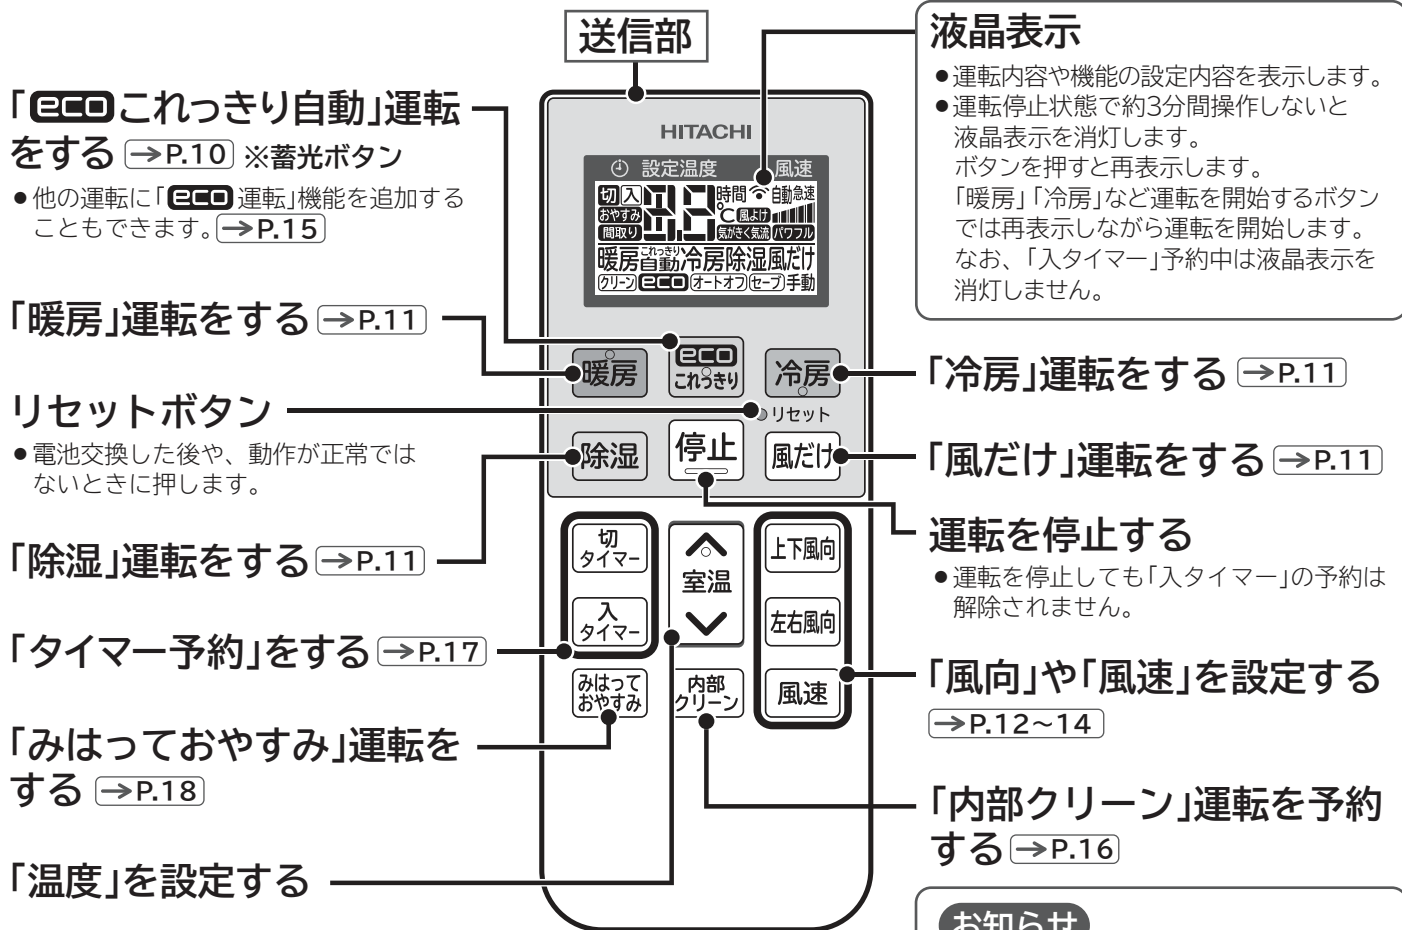 送信部
「eco これっきり自動」運転
をする →P.10 ※蓄光ボタン
●他の運転に「eco 運転」機能を追加する
こともできます。→P.15
「暖房」運転をする →P.11
リセットボタン
●電池交換した後や、動作が正常では
ないときに押します。
「除湿」運転をする →P.11
「タイマー予約」をする →P.17
「みはっておやすみ」運転を
する →P.18
「温度」を設定する
HITACHI
設定温度 風速
切 入 8.8 時間 自動 急速
おやすみ ℃ 風よけ
間取り 気がきく気流 パワフル
暖房 これっきり自動 冷房 除湿 風だけ
クリーン eco オートオフ セーブ 手動
暖房
eco
これっきり
冷房
リセット
除湿
停止
風だけ
切
タイマー
室温
上下風向
入
タイマー
左右風向
みはって
おやすみ
内部
クリーン
風速
液晶表示
●運転内容や機能の設定内容を表示します。
●運転停止状態で約3分間操作しないと
液晶表示を消灯します。
ボタンを押すと再表示します。
「暖房」「冷房」など運転を開始するボタン
では再表示しながら運転を開始します。
なお、「入タイマー」予約中は液晶表示を
消灯しません。
「冷房」運転をする →P.11
「風だけ」運転をする →P.11
運転を停止する
●運転を停止しても「入タイマー」の予約は
解除されません。
「風向」や「風速」を設定する
→P.12～14
「内部クリーン」運転を予約
する →P.16
お知らせ